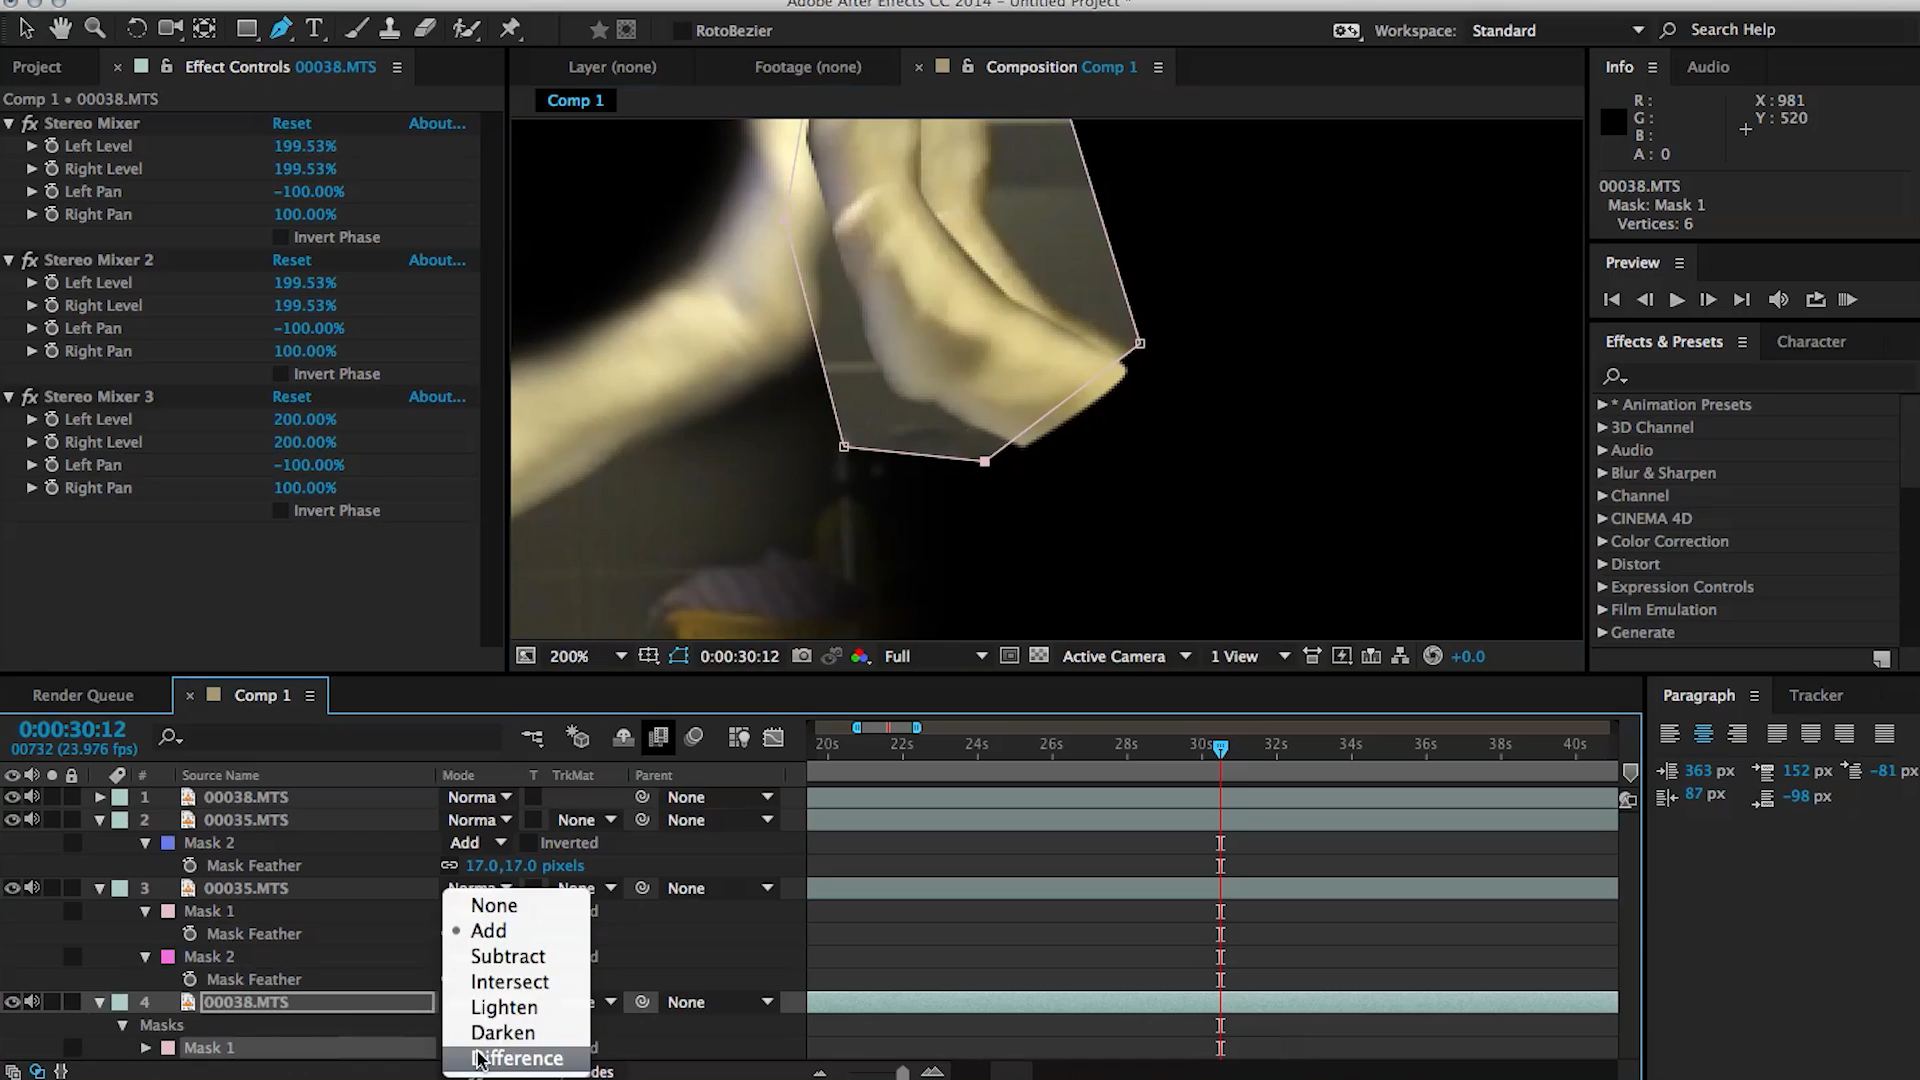 Adobe After Effects CC 2014 - Untitled Project *
T
RotoBezier
Workspace: Standard
Search Help
Project
Effect Controls 00038.MTS
Layer (none)
Footage (none)
Composition Comp 1
Info
Audio
Comp 1 • 00038.MTS
Comp 1
R :
G :
B :
A : 0
X : 981
Y : 520
fx Stereo Mixer Reset About...
Left Level 199.53%
Right Level 199.53%
Left Pan -100.00%
Right Pan 100.00%
Invert Phase
fx Stereo Mixer 2 Reset About...
Left Level 199.53%
Right Level 199.53%
Left Pan -100.00%
Right Pan 100.00%
Invert Phase
fx Stereo Mixer 3 Reset About...
Left Level 200.00%
Right Level 200.00%
Left Pan -100.00%
Right Pan 100.00%
Invert Phase
00038.MTS
Mask: Mask 1
Vertices: 6
Preview
Effects & Presets
Character
* Animation Presets
3D Channel
Audio
Blur & Sharpen
Channel
CINEMA 4D
Color Correction
Distort
Expression Controls
Film Emulation
Generate
200% 0:00:30:12 Full Active Camera 1 View +0.0
Render Queue
Comp 1
Paragraph
Tracker
0:00:30:12
00732 (23.976 fps)
20s 22s 24s 26s 28s 30s 32s 34s 36s 38s 40s
363 px 152 px -81 px
87 px -98 px
# Source Name Mode T TrkMat Parent
1 00038.MTS Norma None
2 00035.MTS Norma None None
Mask 2 Add Inverted
Mask Feather 17.0,17.0 pixels
3 00035.MTS None
Mask 1
Mask Feather
Mask 2
Mask Feather
4 00038.MTS None
Masks
Mask 1
None
Add
Subtract
Intersect
Lighten
Darken
Difference